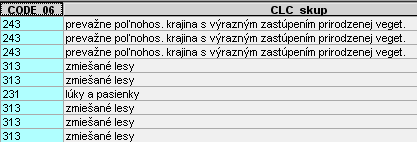 CODE_06 CLC_skup
243 prevažne poľnohos. krajina s výrazným zastúpením prirodzenej veget.
243 prevažne poľnohos. krajina s výrazným zastúpením prirodzenej veget.
243 prevažne poľnohos. krajina s výrazným zastúpením prirodzenej veget.
313 zmiešané lesy
313 zmiešané lesy
231 lúky a pasienky
313 zmiešané lesy
313 zmiešané lesy
313 zmiešané lesy